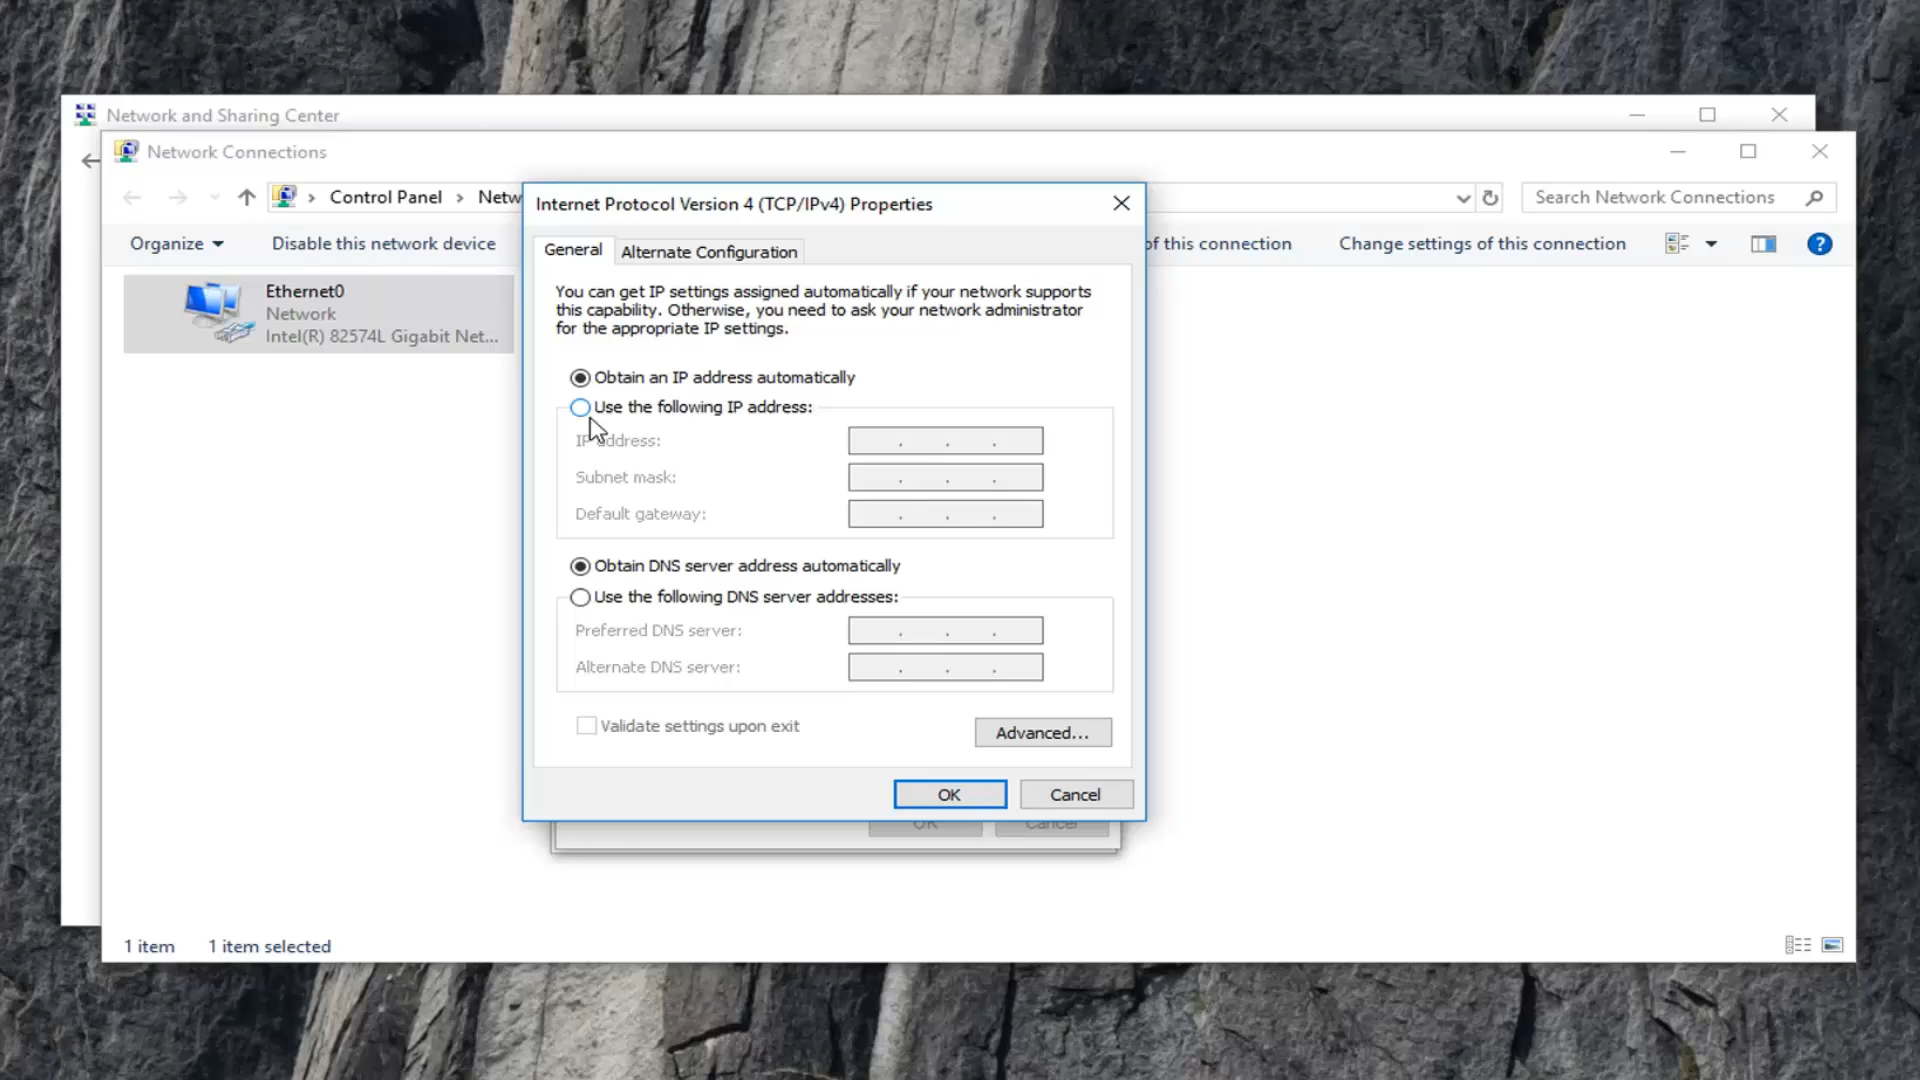 Network and Sharing Center
Network Connections
Control Panel
Netw
Search Network Connections
Organize
Disable this network device
of this connection
Change settings of this connection
Ethernet0
Network
Intel(R) 82574L Gigabit Net...
Internet Protocol Version 4 (TCP/IPv4) Properties
General
Alternate Configuration
You can get IP settings assigned automatically if your network supports
this capability. Otherwise, you need to ask your network administrator
for the appropriate IP settings.
Obtain an IP address automatically
Use the following IP address:
IP address:
Subnet mask:
Default gateway:
Obtain DNS server address automatically
Use the following DNS server addresses:
Preferred DNS server:
Alternate DNS server:
Validate settings upon exit
Advanced...
OK
Cancel
OK
Cancel
1 item
1 item selected